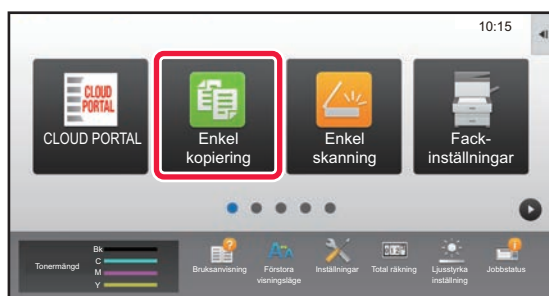 10:15
CLOUD
PORTAL
CLOUD PORTAL
Enkel
kopiering
Enkel
skanning
Fack-
inställningar
Tonermängd
Bk
C
M
Y
Bruksanvisning
Förstora
visningsläge
Inställningar
Total räkning
Ljusstyrka
inställning
Jobbstatus